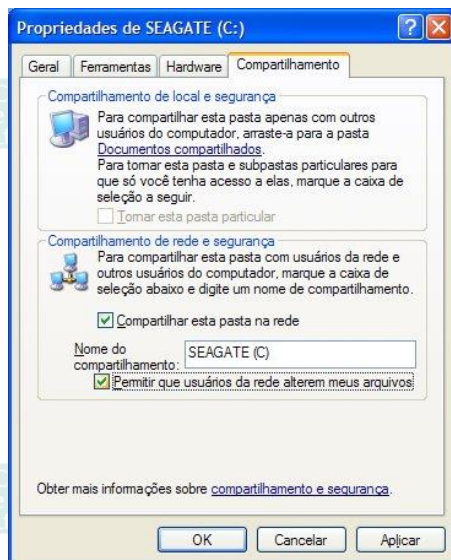 Propriedades de SEAGATE (C:)
Geral Ferramentas Hardware Compartilhamento
Compartilhamento de local e segurança
Para compartilhar esta pasta apenas com outros
usuários do computador, arraste-a para a pasta
Documentos compartilhados.
Para tornar esta pasta e subpastas particulares para
que só você tenha acesso a elas, marque a caixa de
seleção a seguir.
Tornar esta pasta particular
Compartilhamento de rede e segurança
Para compartilhar esta pasta com usuários da rede e
outros usuários do computador, marque a caixa de
seleção abaixo e digite um nome de compartilhamento.
Compartilhar esta pasta na rede
Nome do
compartilhamento: SEAGATE (C)
Permitir que usuários da rede alterem meus arquivos
Obter mais informações sobre compartilhamento e segurança.
OK Cancelar Aplicar